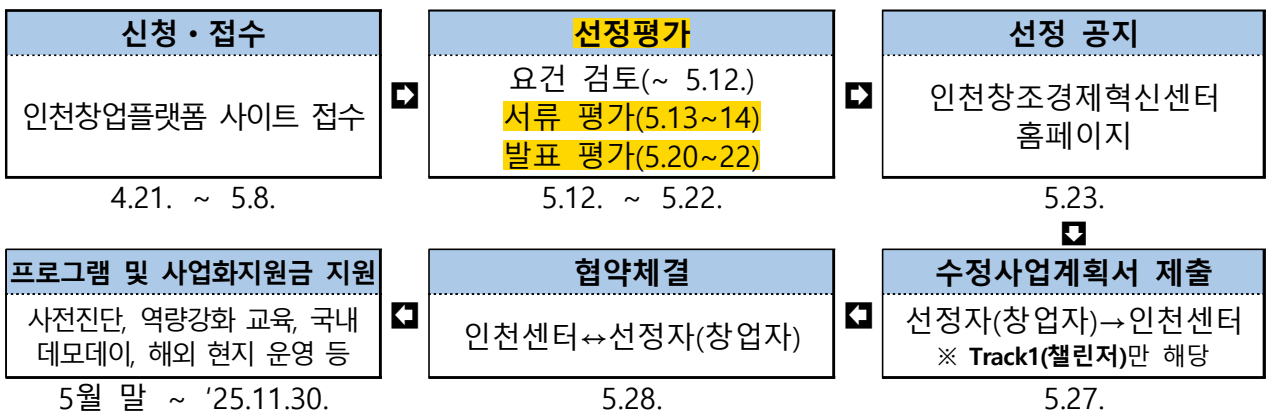 신청・접수
인천창업플랫폼 사이트 접수
4.21. ~ 5.8.
선정평가
요건 검토(~ 5.12.)
서류 평가(5.13~14)
발표 평가(5.20~22)
5.12. ~ 5.22.
선정 공지
인천창조경제혁신센터
홈페이지
5.23.
수정사업계획서 제출
선정자(창업자)→인천센터
※ Track1(챌린저)만 해당
5.27.
협약체결
인천센터↔선정자(창업자)
5.28.
프로그램 및 사업화지원금 지원
사전진단, 역량강화 교육, 국내
데모데이, 해외 현지 운영 등
5월 말 ~ ‘25.11.30.